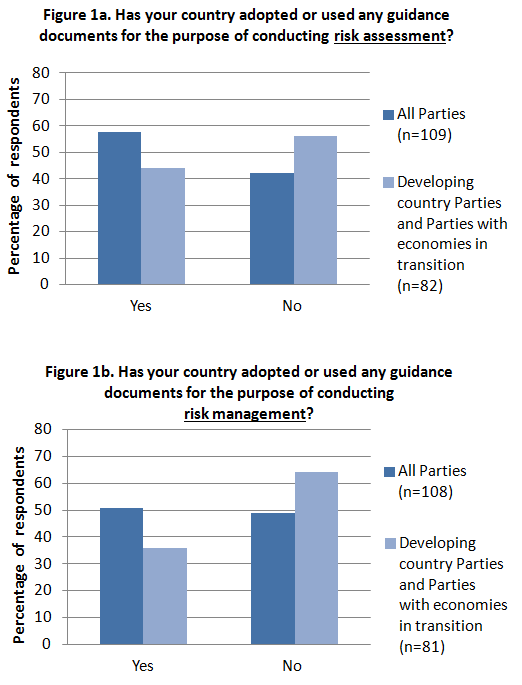 Figure 1a. Has your country adopted or used any guidance
documents for the purpose of conducting risk assessment?
Percentage of respondents
80
70
60
50
40
30
20
10
0
Yes
No
All Parties
(n=109)
Developing
country Parties
and Parties with
economies in
transition
(n=82)
Figure 1b. Has your country adopted or used any guidance
documents for the purpose of conducting
risk management?
Percentage of respondents
80
70
60
50
40
30
20
10
0
Yes
No
All Parties
(n=108)
Developing
country Parties
and Parties
with economies
in transition
(n=81)